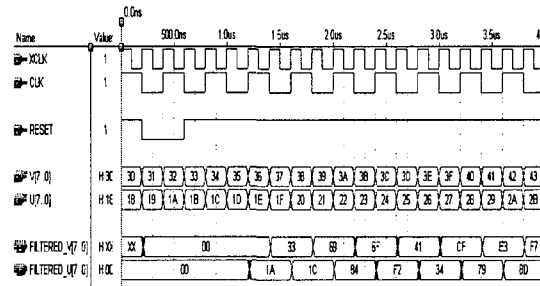 0.0ns
Name Value 500.0ns 1.0us 1.5us 2.0us 2.5us 3.0us 3.5us 4
XCLK 1
CLK 1
RESET 1
V[7..0] 30 31 32 33 34 35 36 37 38 39 3A 3B 3C 3D 3E 3F 40 41 42 43
U[7..0] H 1E 18 19 1A 1B 1C 1D 1E 1F 20 21 22 23 24 25 26 27 28 29 2A 2B
FILTERED_V[7..0] H XX XX 00 33 6B 41 CF E3 F7
FILTERED_U[7..0] 00 1A 1C 84 F2 34 79 8D